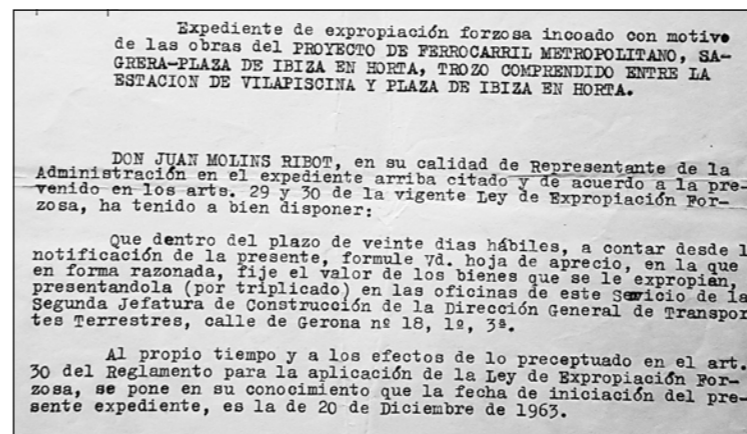 Expediente de expropiación forzosa incoado con motivo
de las obras del PROYECTO DE FERROCARRIL METROPOLITANO, SA-
GRERA-PLAZA DE IBIZA EN HORTA, TROZO COMPRENDIDO ENTRE LA
ESTACION DE VILAPISCINA Y PLAZA DE IBIZA EN HORTA.
DON JUAN MOLINS RIBOT, en su calidad de Representante de la
Administración en el expediente arriba citado y de acuerdo a la pre-
venido en los arts. 29 y 30 de la vigente Ley de Expropiación For-
zosa, ha tenido a bien disponer:
Que dentro del plazo de veinte dias hábiles, a contar desde l
notificación de la presente, formule vd. hoja de aprecio, en la que
en forma razonada, fije el valor de los bienes que se le expropian,
presentandola (por triplicado) en las oficinas de este Servicio de la
Segunda Jefatura de Construcción de la Dirección General de Transpor
tes Terrestres, calle de Gerona nº 18, 1º, 3ª.
Al propio tiempo y a los efectos de lo preceptuado en el art.
30 del Reglamento para la aplicación de la Ley de Expropiación For-
zosa, se pone en su conocimiento que la fecha de iniciación del pre-
sente expediente, es la de 20 de Diciembre de 1963.